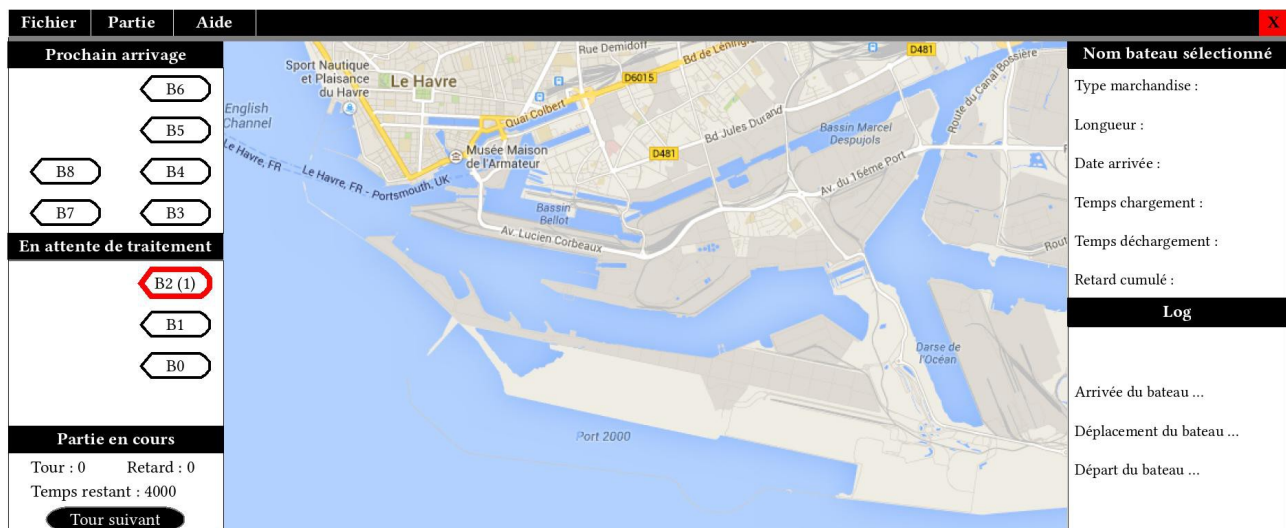 Fichier Partie Aide X
Prochain arrivage
B6
B5
B8 B4
B7 B3
En attente de traitement
B2 (1)
B1
B0
Partie en cours
Tour : 0 Retard : 0
Temps restant : 4000
Tour suivant
Rue Demidoff
Bd de Leningr
D481
Sport Nautique
et Plaisance
du Havre
Le Havre
D6015
Route du Canal Bossière
English
Channel
Quai Colbert
Bd Jules Durand
Bassin Marcel
Despujols
Le Havre, FR
Musée Maison
de l'Armateur
D481
Le Havre, FR - Portsmouth, UK
Av. du 16ème Port
Bassin
Bellot
Av. Lucien Corbeaux
Rout
Darse de
l'Océan
Port 2000
Nom bateau sélectionné
Type marchandise :
Longueur :
Date arrivée :
Temps chargement :
Temps déchargement :
Retard cumulé :
Log
Arrivée du bateau ...
Déplacement du bateau ...
Départ du bateau ...